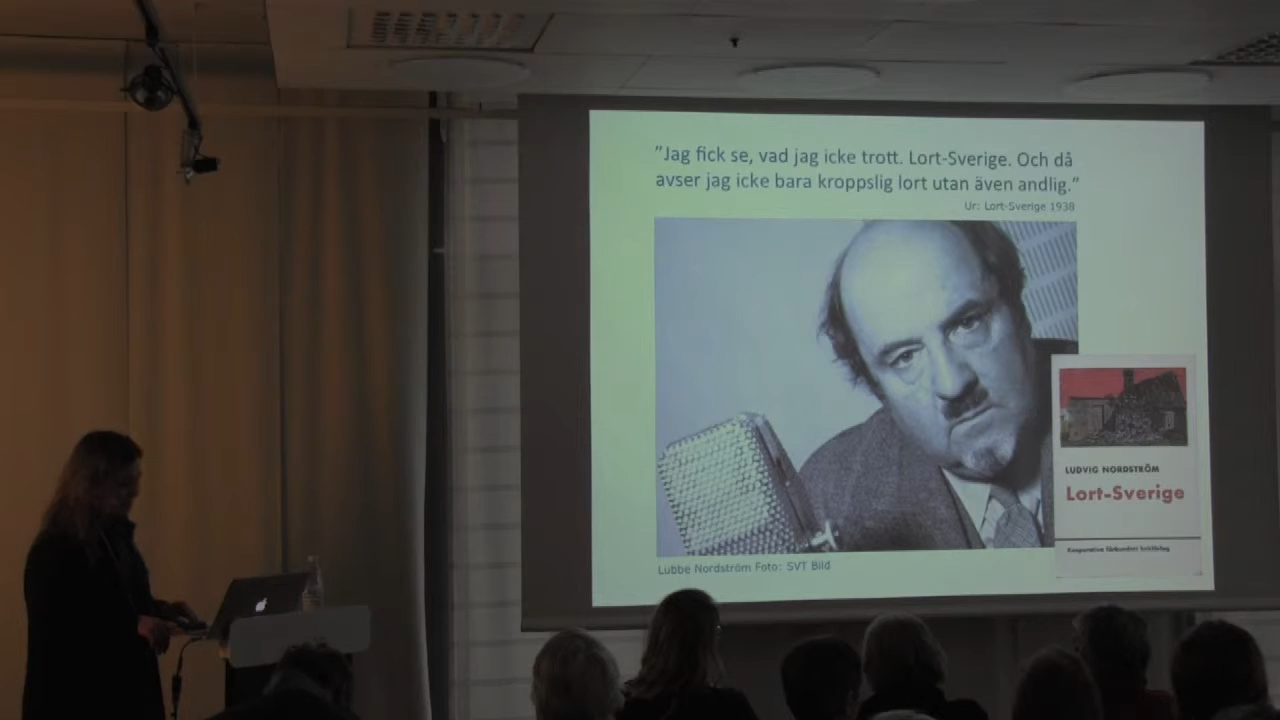 ”Jag fick se, vad jag icke trott. Lort-Sverige. Och då
avser jag icke bara kroppslig lort utan även andlig.”
Ur: Lort-Sverige 1938
LUDVIG NORDSTRÖM
Lort-Sverige
Kooperativa förbundets bokförlag
Lubbe Nordström Foto: SVT Bild